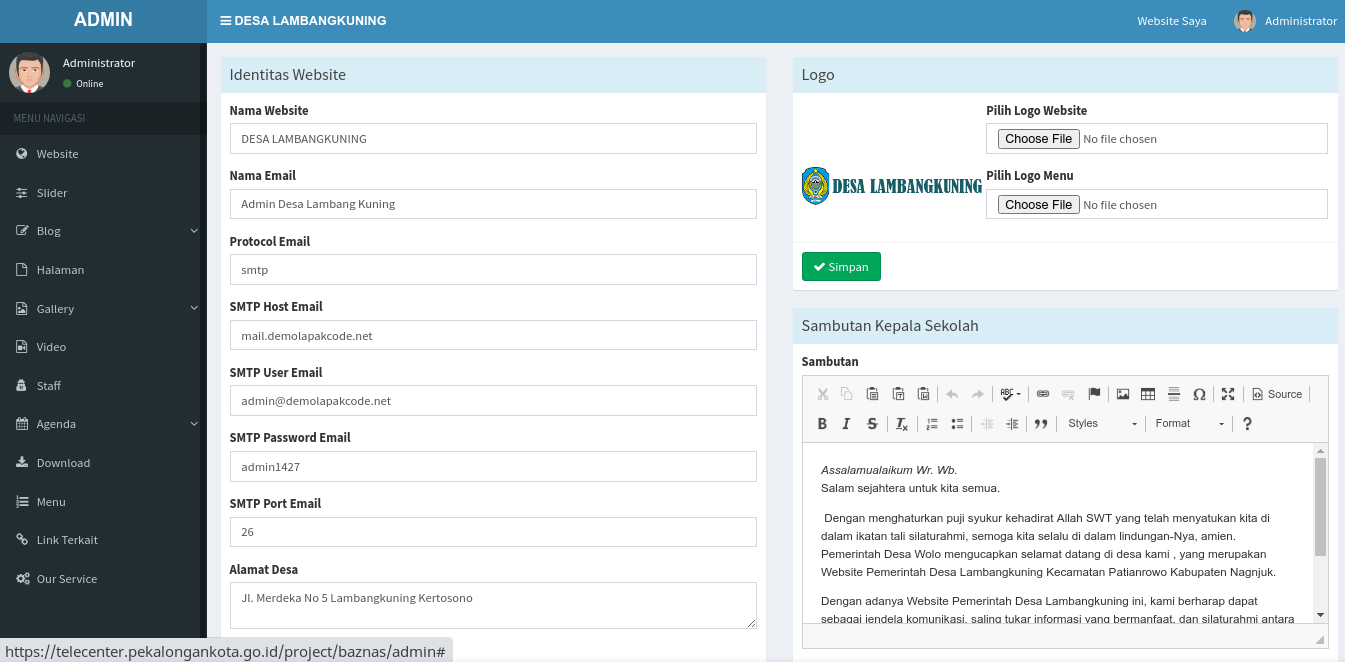 ADMIN
DESA LAMBANGKUNING
Website Saya
Administrator
Administrator
Online
MENU NAVIGASI
Website
Slider
Blog
Halaman
Gallery
Video
Staff
Agenda
Download
Menu
Link Terkait
Our Service
Identitas Website
Nama Website
DESA LAMBANGKUNING
Nama Email
Admin Desa Lambang Kuning
Protocol Email
smtp
SMTP Host Email
mail.demolapakcode.net
SMTP User Email
admin@demolapakcode.net
SMTP Password Email
admin1427
SMTP Port Email
26
Alamat Desa
Jl. Merdeka No 5 Lambangkuning Kertosono
Logo
DESA LAMBANGKUNING
Pilih Logo Website
Choose File No file chosen
Pilih Logo Menu
Choose File No file chosen
Simpan
Sambutan Kepala Sekolah
Sambutan
ABC
Source
B I S Ix
Styles
Format
?
Assalamualaikum Wr. Wb.
Salam sejahtera untuk kita semua.
Dengan menghaturkan puji syukur kehadirat Allah SWT yang telah menyatukan kita di
dalam ikatan tali silaturahmi, semoga kita selalu di dalam lindungan-Nya, amien.
Pemerintah Desa Wolo mengucapkan selamat datang di desa kami , yang merupakan
Website Pemerintah Desa Lambangkuning Kecamatan Patianrowo Kabupaten Nagnjuk.
Dengan adanya Website Pemerintah Desa Lambangkuning ini, kami berharap dapat
sebagai jendela komunikasi, saling tukar informasi yang bermanfaat, dan silaturahmi antara
https://telecenter.pekalongankota.go.id/project/baznas/admin#